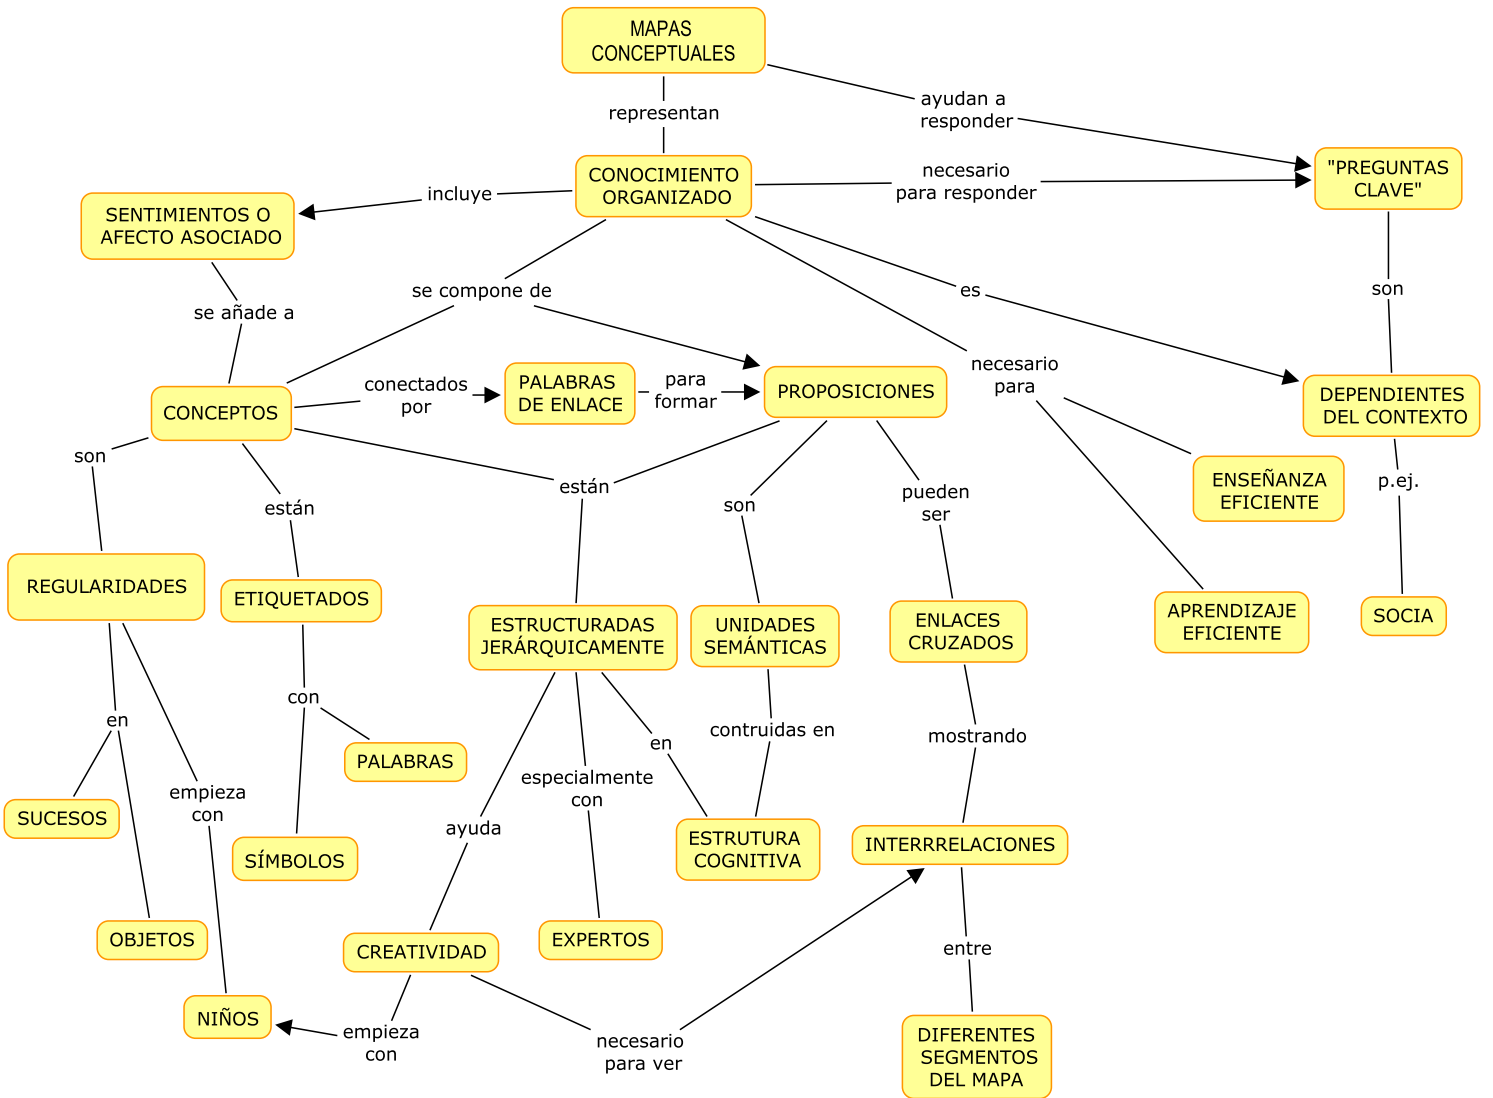 MAPAS
CONCEPTUALES
ayudan a
responder
representan
"PREGUNTAS
CLAVE"
CONOCIMIENTO
ORGANIZADO
necesario
para responder
incluye
SENTIMIENTOS O
AFECTO ASOCIADO
se compone de
es
son
se añade a
necesario
para
conectados
por
PALABRAS
DE ENLACE
para
formar
PROPOSICIONES
DEPENDIENTES
DEL CONTEXTO
CONCEPTOS
son
están
están
son
pueden
ser
ENSEÑANZA
EFICIENTE
p.ej.
REGULARIDADES
ETIQUETADOS
ESTRUCTURADAS
JERÁRQUICAMENTE
UNIDADES
SEMÁNTICAS
ENLACES
CRUZADOS
APRENDIZAJE
EFICIENTE
SOCIA
en
con
en
contruidas en
mostrando
PALABRAS
empieza
con
especialmente
con
SUCESOS
ayuda
SÍMBOLOS
ESTRUTURA
COGNITIVA
INTERRRELACIONES
OBJETOS
CREATIVIDAD
EXPERTOS
entre
NIÑOS
empieza
con
necesario
para ver
DIFERENTES
SEGMENTOS
DEL MAPA